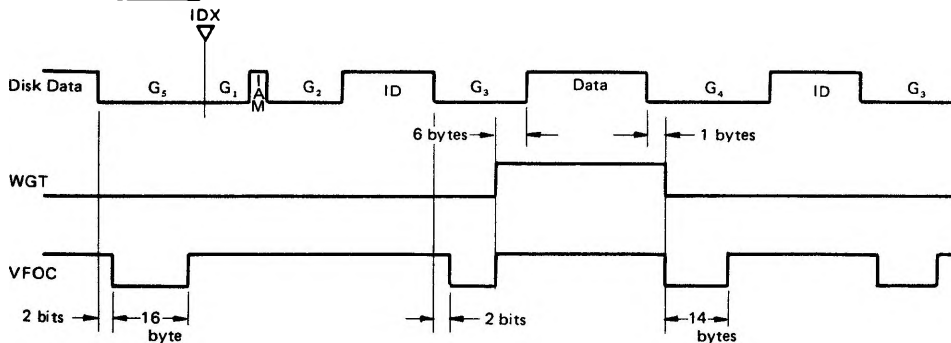 IDX
Disk Data G₅ G₁ IAM G₂ ID G₃ Data G₄ ID G₃
6 bytes 1 bytes
WGT
VFOC
2 bits 16 byte 2 bits 14 bytes